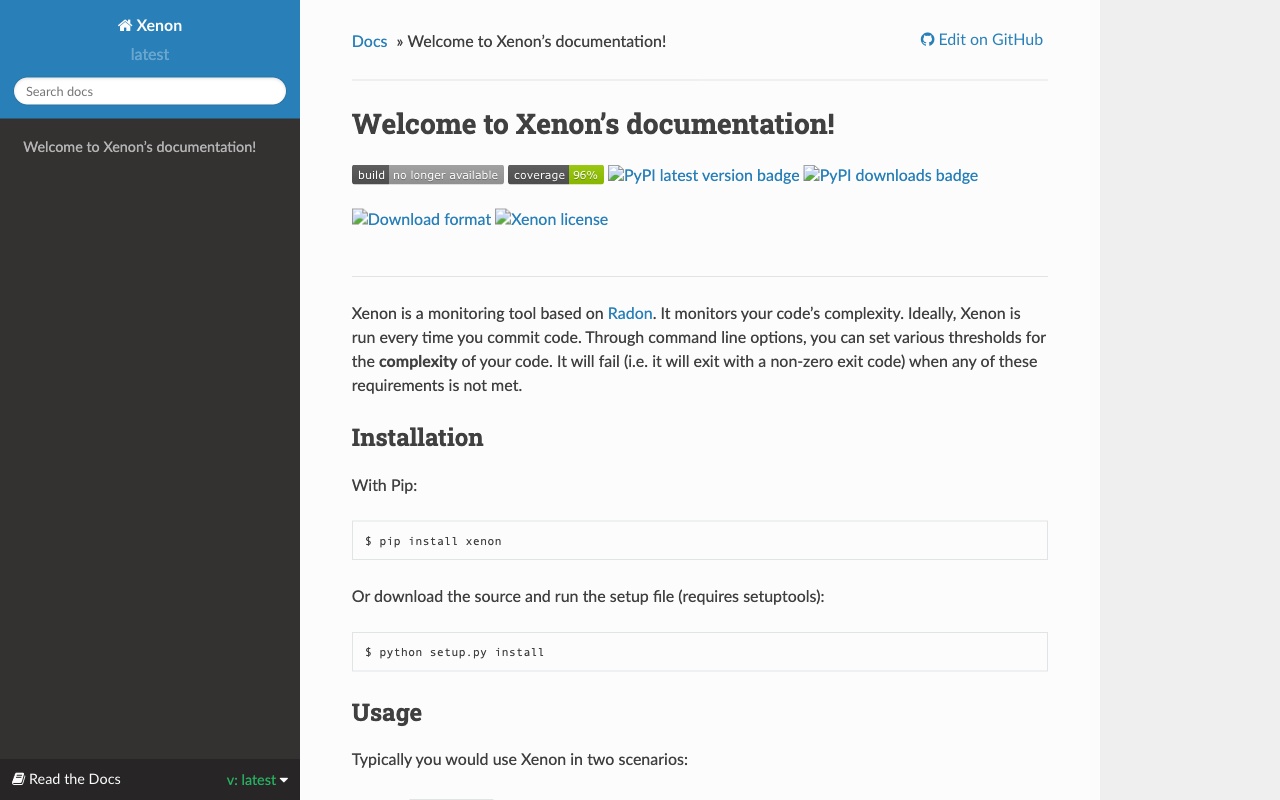 Xenon
latest
Search docs
Welcome to Xenon's documentation!
Read the Docs
v: latest
Docs » Welcome to Xenon's documentation!
Edit on GitHub
Welcome to Xenon's documentation!
build no longer available coverage 96% PyPI latest version badge PyPI downloads badge
Download format Xenon license
Xenon is a monitoring tool based on Radon. It monitors your code's complexity. Ideally, Xenon is
run every time you commit code. Through command line options, you can set various thresholds for
the complexity of your code. It will fail (i.e. it will exit with a non-zero exit code) when any of these
requirements is not met.
Installation
With Pip:
$ pip install xenon
Or download the source and run the setup file (requires setuptools):
$ python setup.py install
Usage
Typically you would use Xenon in two scenarios: